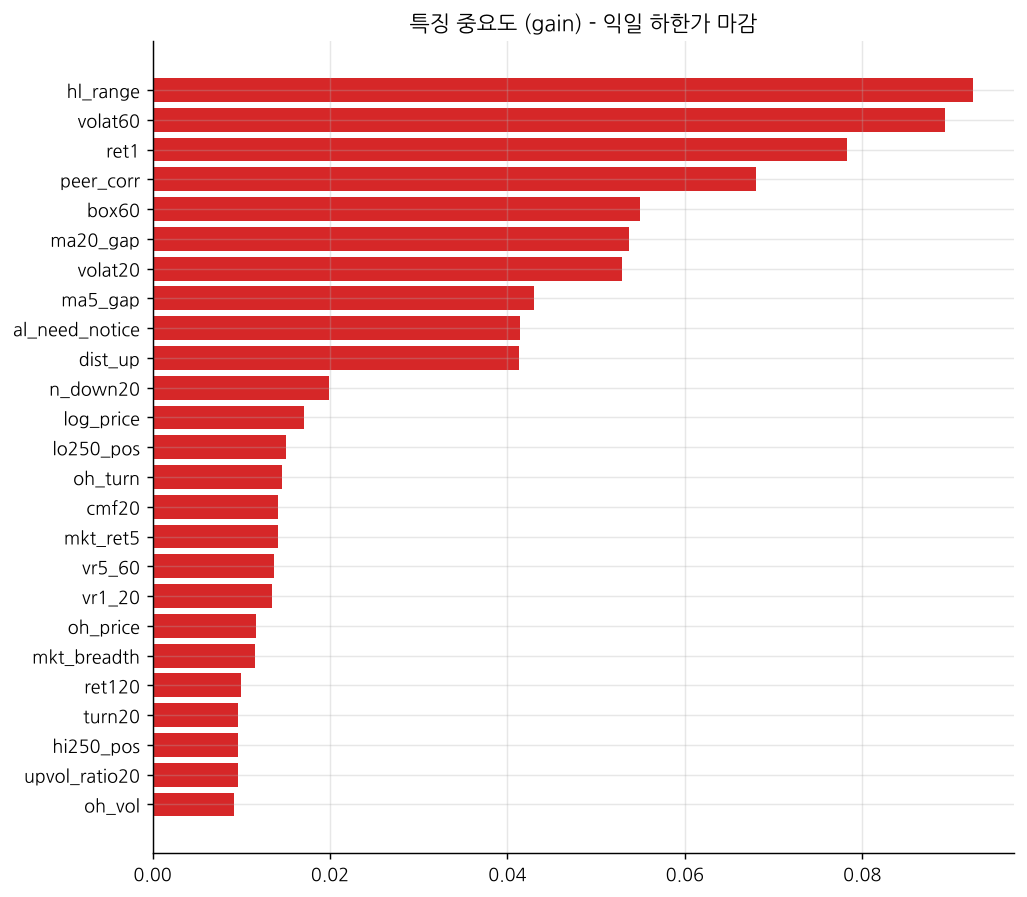 특징 중요도 (gain) - 익일 하한가 마감
hl_range
volat60
ret1
peer_corr
box60
ma20_gap
volat20
ma5_gap
al_need_notice
dist_up
n_down20
log_price
lo250_pos
oh_turn
cmf20
mkt_ret5
vr5_60
vr1_20
oh_price
mkt_breadth
ret120
turn20
hi250_pos
upvol_ratio20
oh_vol
0.00 0.02 0.04 0.06 0.08